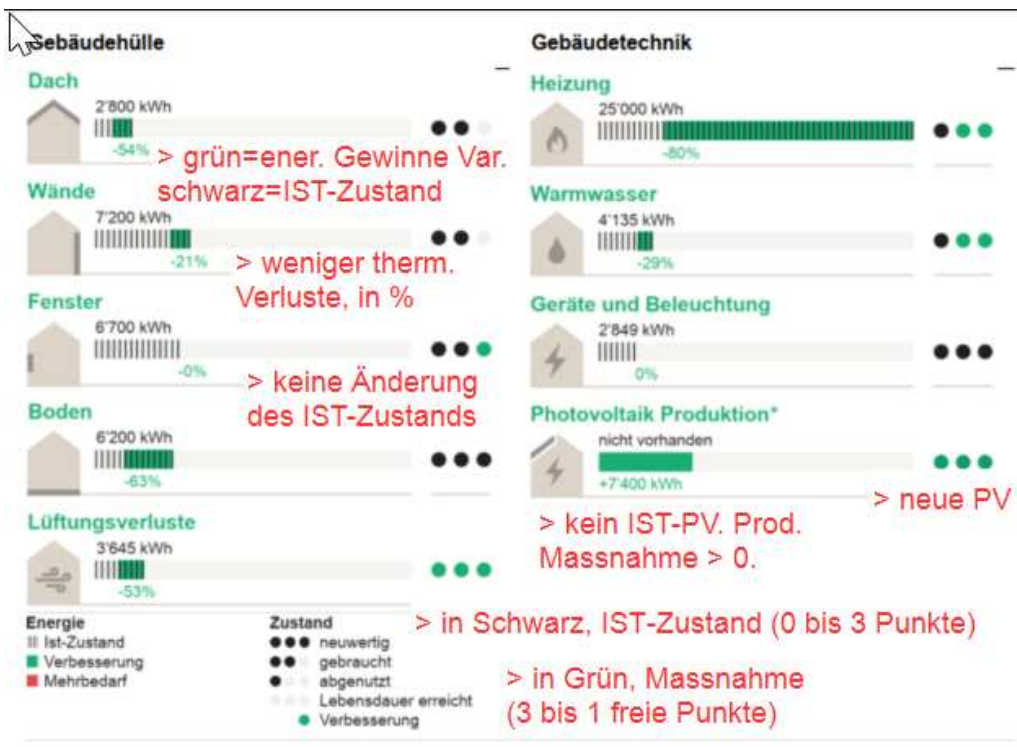 Gebäudehülle
Dach
2'800 kWh
-54%
> grün=ener. Gewinne Var.
schwarz=IST-Zustand
Wände
7'200 kWh
-21%
> weniger therm.
Verluste, in %
Fenster
6'700 kWh
-0%
> keine Änderung
des IST-Zustands
Boden
6'200 kWh
-63%
Lüftungsverluste
3'645 kWh
-53%
Gebäudetechnik
Heizung
25'000 kWh
-80%
Warmwasser
4'135 kWh
-29%
Geräte und Beleuchtung
2'849 kWh
0%
Photovoltaik Produktion*
nicht vorhanden
+7'400 kWh
> neue PV
> kein IST-PV. Prod.
Massnahme > 0.
Energie
Ist-Zustand
Verbesserung
Mehrbedarf
Zustand
neuwertig
gebraucht
abgenutzt
Lebensdauer erreicht
Verbesserung
> in Schwarz, IST-Zustand (0 bis 3 Punkte)
> in Grün, Massnahme
(3 bis 1 freie Punkte)